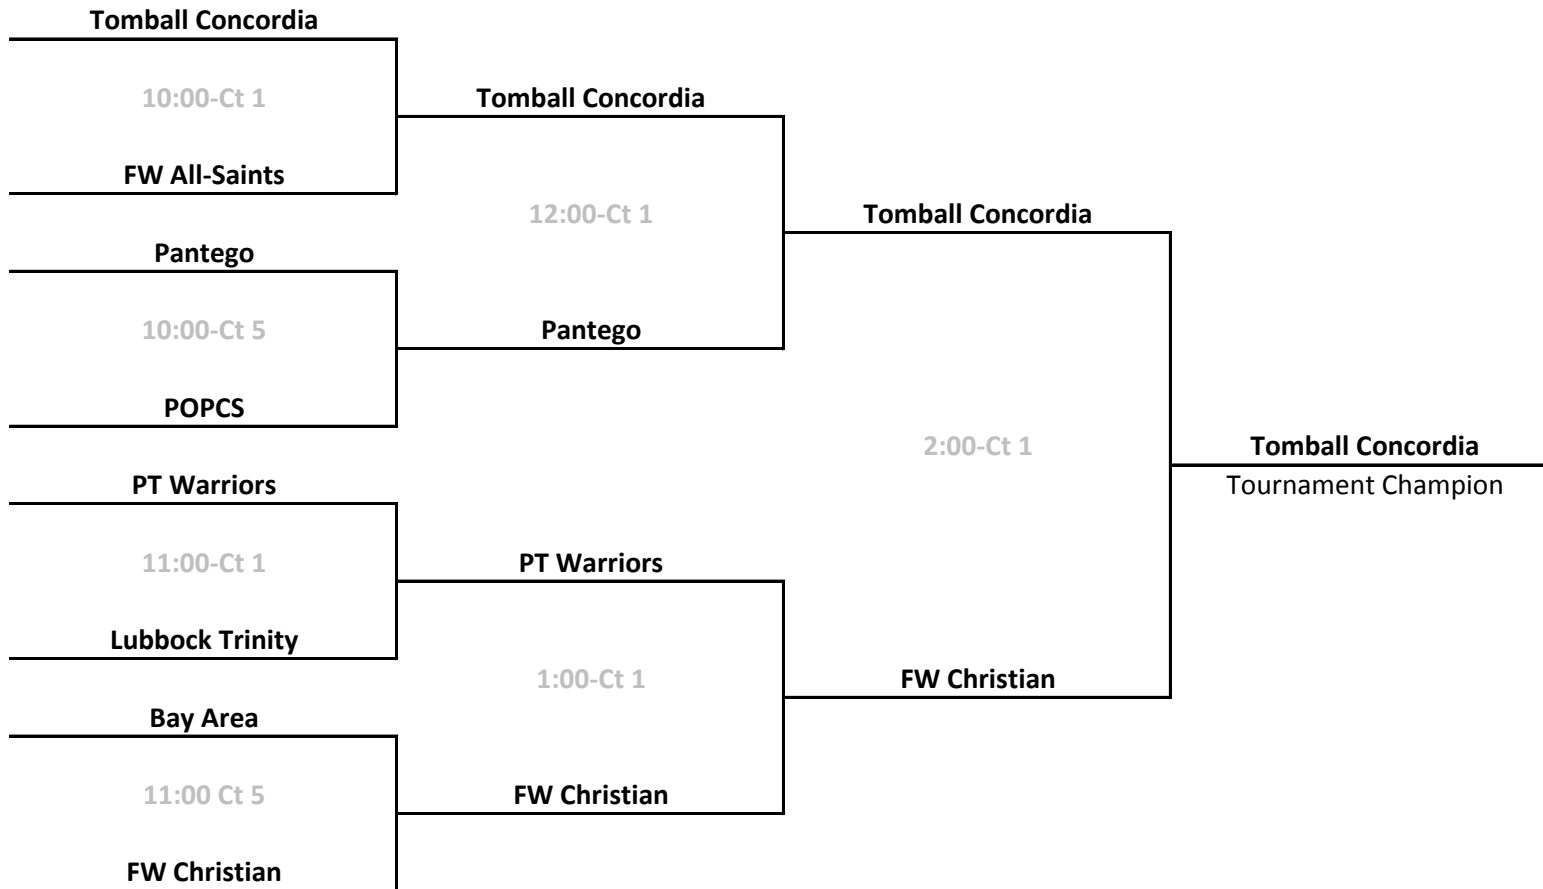 Tomball Concordia
10:00-Ct 1
Tomball Concordia
FW All-Saints
12:00-Ct 1
Tomball Concordia
Pantego
10:00-Ct 5
Pantego
POPCS
2:00-Ct 1
Tomball Concordia
PT Warriors
Tournament Champion
11:00-Ct 1
PT Warriors
Lubbock Trinity
1:00-Ct 1
FW Christian
Bay Area
11:00 Ct 5
FW Christian
FW Christian